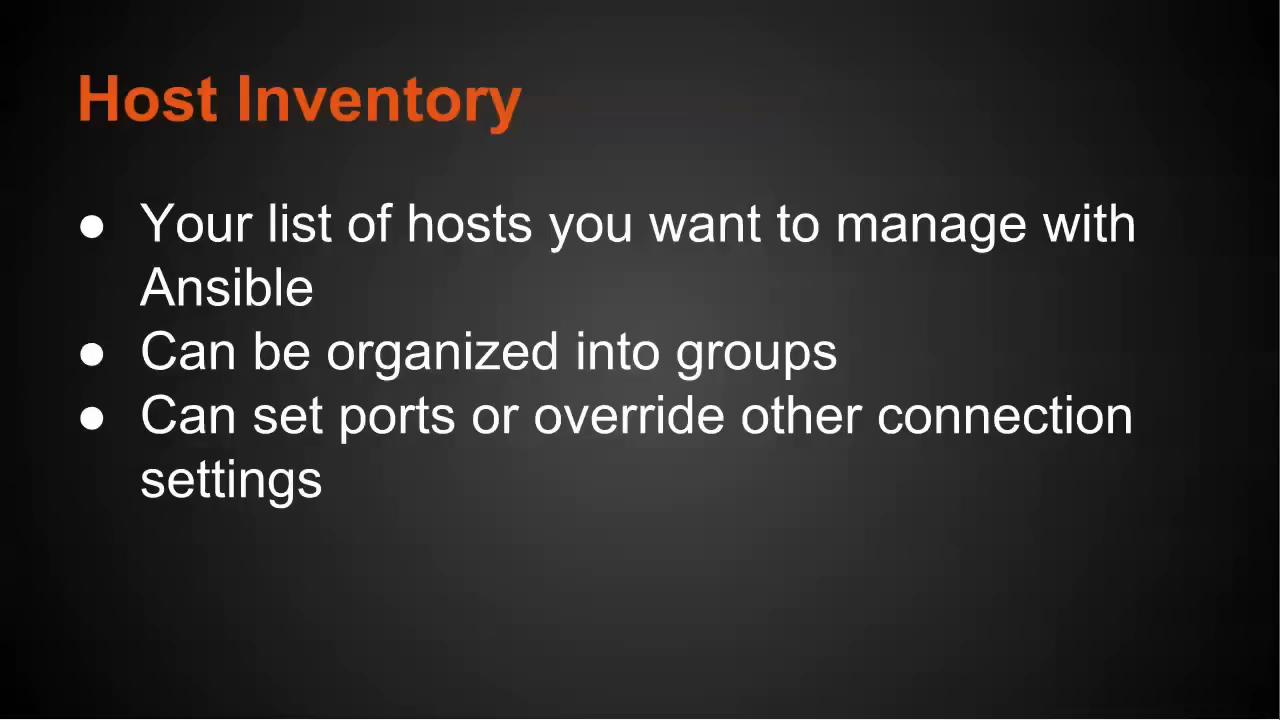 Host Inventory
● Your list of hosts you want to manage with
Ansible
● Can be organized into groups
● Can set ports or override other connection
settings